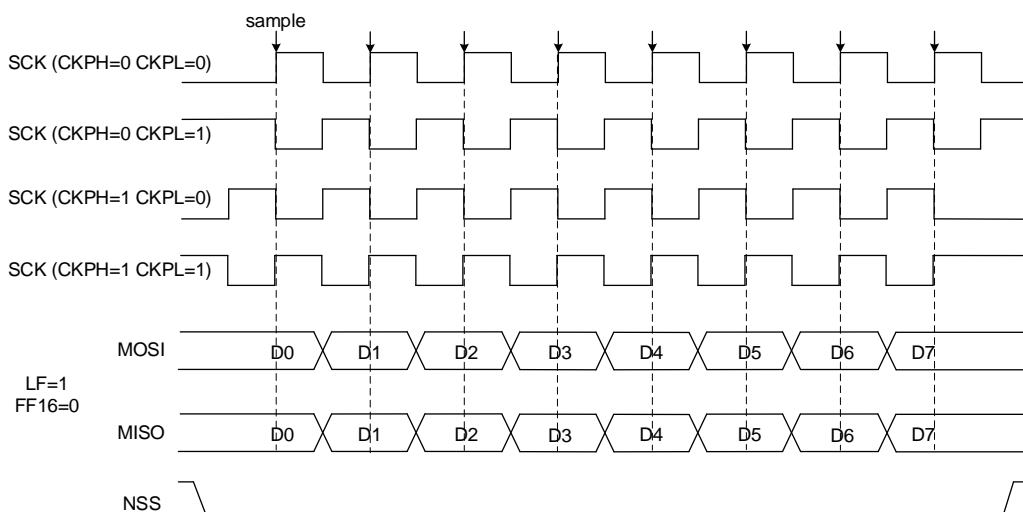 sample
SCK (CKPH=0 CKPL=0)
SCK (CKPH=0 CKPL=1)
SCK (CKPH=1 CKPL=0)
SCK (CKPH=1 CKPL=1)
MOSI
D0 D1 D2 D3 D4 D5 D6 D7
LF=1
FF16=0
MISO
D0 D1 D2 D3 D4 D5 D6 D7
NSS